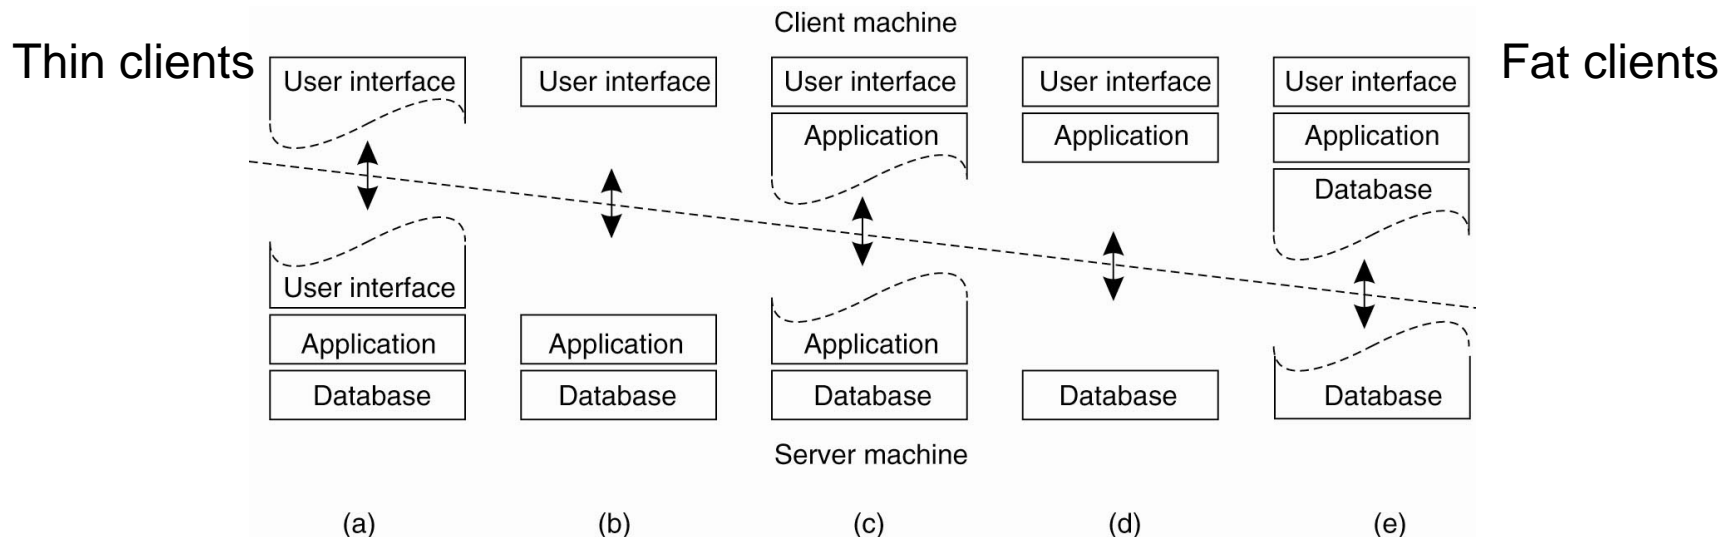 Client machine
Thin clients
Fat clients
User interface User interface User interface User interface User interface
Application Application Application
Database
User interface
Application Application Application
Database Database Database Database Database
Server machine
(a) (b) (c) (d) (e)